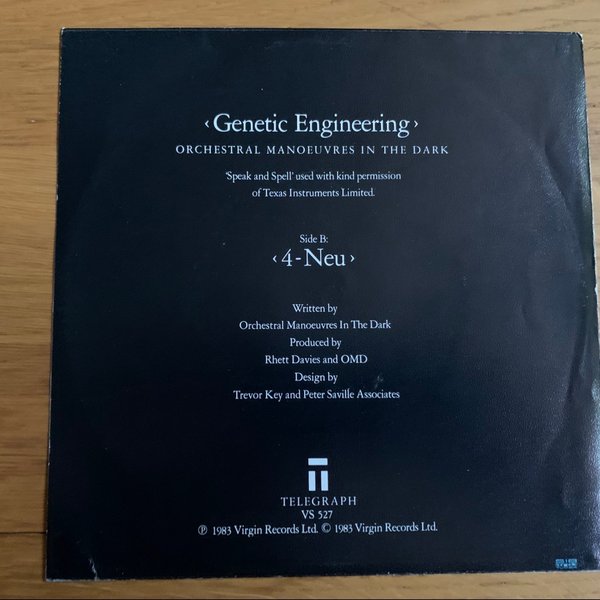 ‹ Genetic Engineering ›
ORCHESTRAL MANOEUVRES IN THE DARK
'Speak and Spell' used with kind permission
of Texas Instruments Limited.
Side B:
‹ 4-Neu ›
Written by
Orchestral Manoeuvres In The Dark
Produced by
Rhett Davies and OMD
Design by
Trevor Key and Peter Saville Associates
TELEGRAPH
VS 527
℗ 1983 Virgin Records Ltd. © 1983 Virgin Records Ltd.